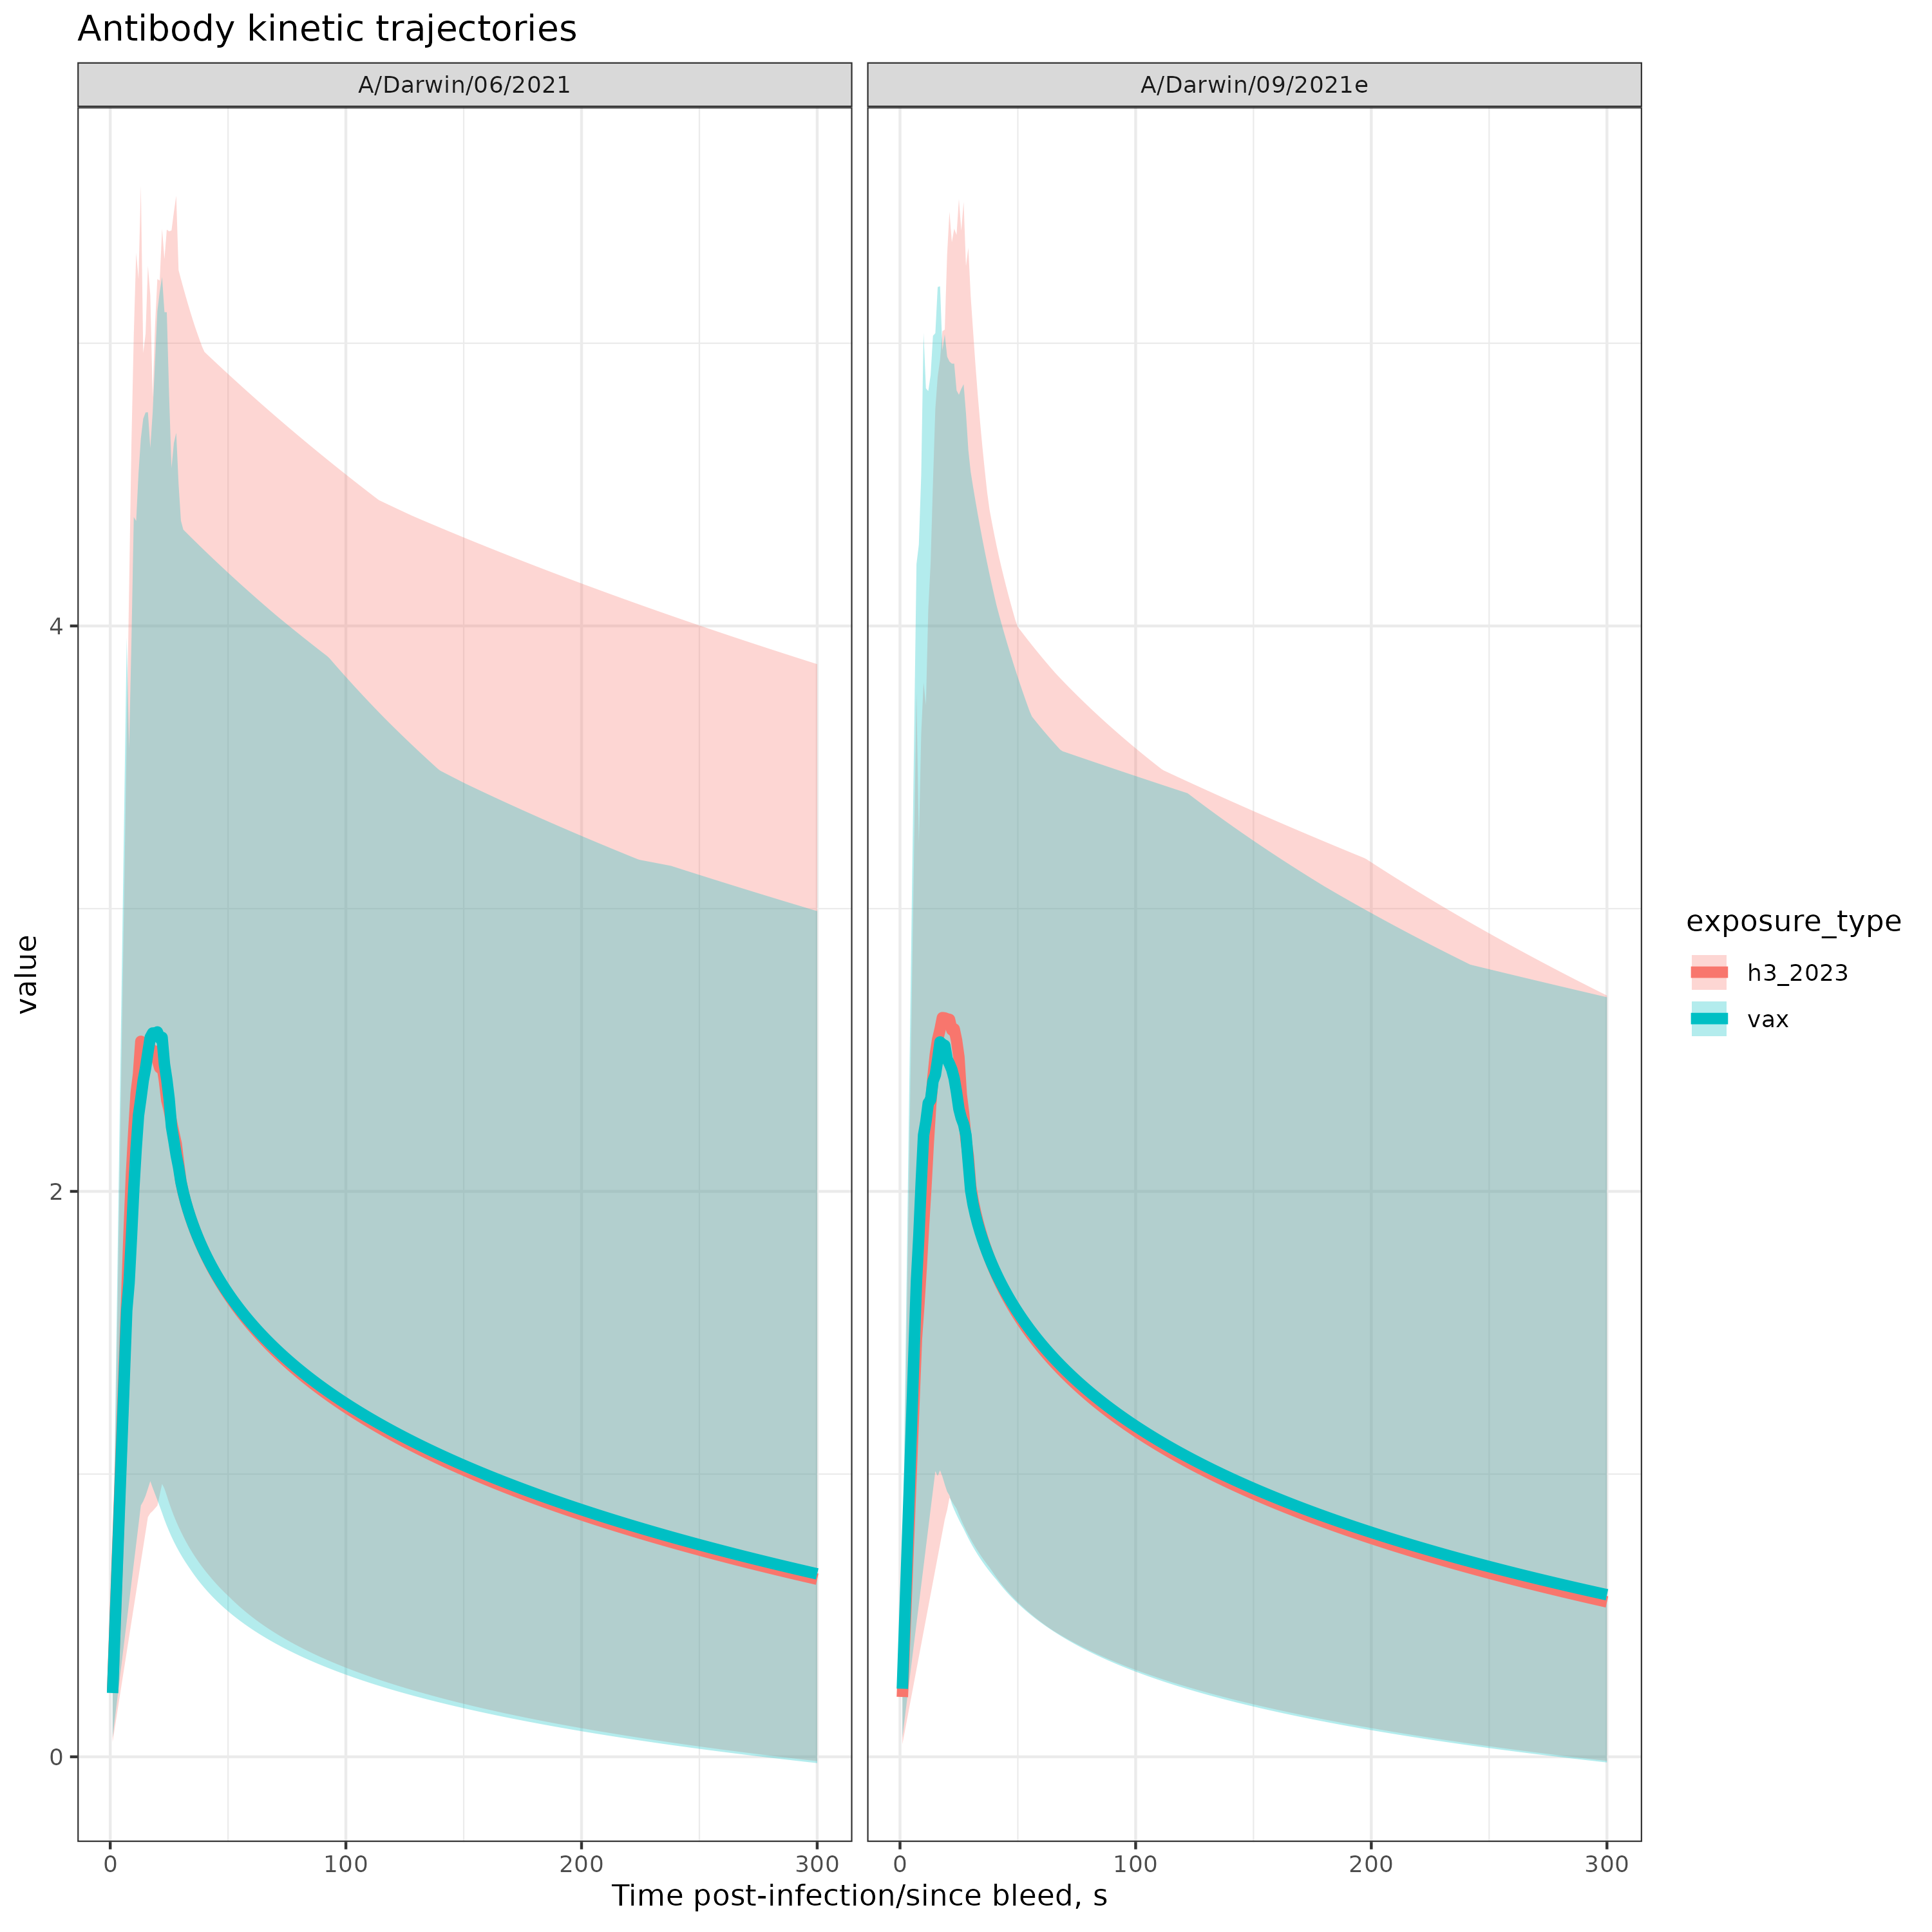 Antibody kinetic trajectories
A/Darwin/06/2021
A/Darwin/09/2021e
value
4
2
0
0
100
200
300
0
100
200
300
Time post-infection/since bleed, s
exposure_type
h3_2023
vax